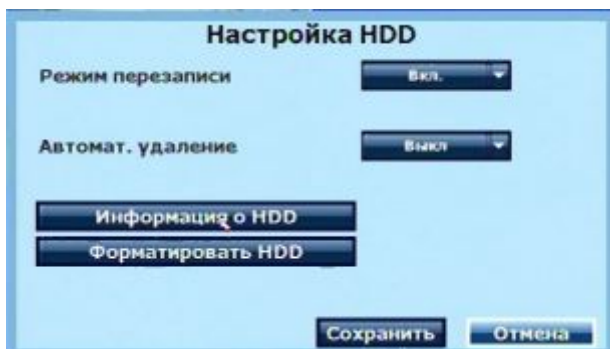 Настройка HDD
Режим перезаписи Вкл.
Автомат. удаление Выкл
Информация о HDD
Форматировать HDD
Сохранить Отмена